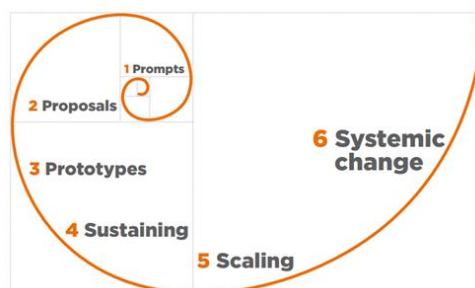 1 Prompts
2 Proposals
3 Prototypes
4 Sustaining
5 Scaling
6 Systemic
change